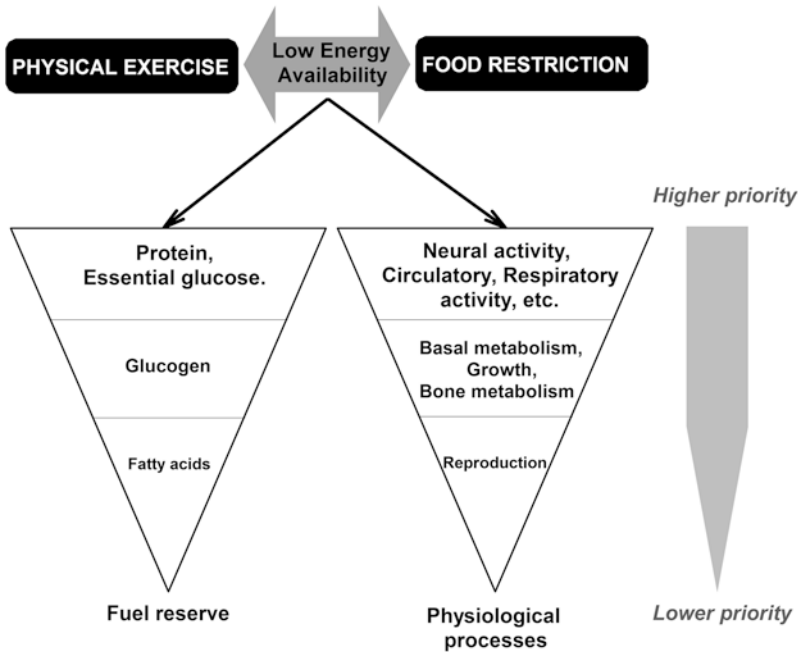 PHYSICAL EXERCISE
Low Energy
Availability
FOOD RESTRICTION
Higher priority
Protein,
Essential glucose.
Glucogen
Fatty acids
Fuel reserve
Neural activity,
Circulatory, Respiratory
activity, etc.
Basal metabolism,
Growth,
Bone metabolism
Reproduction
Physiological
processes
Lower priority